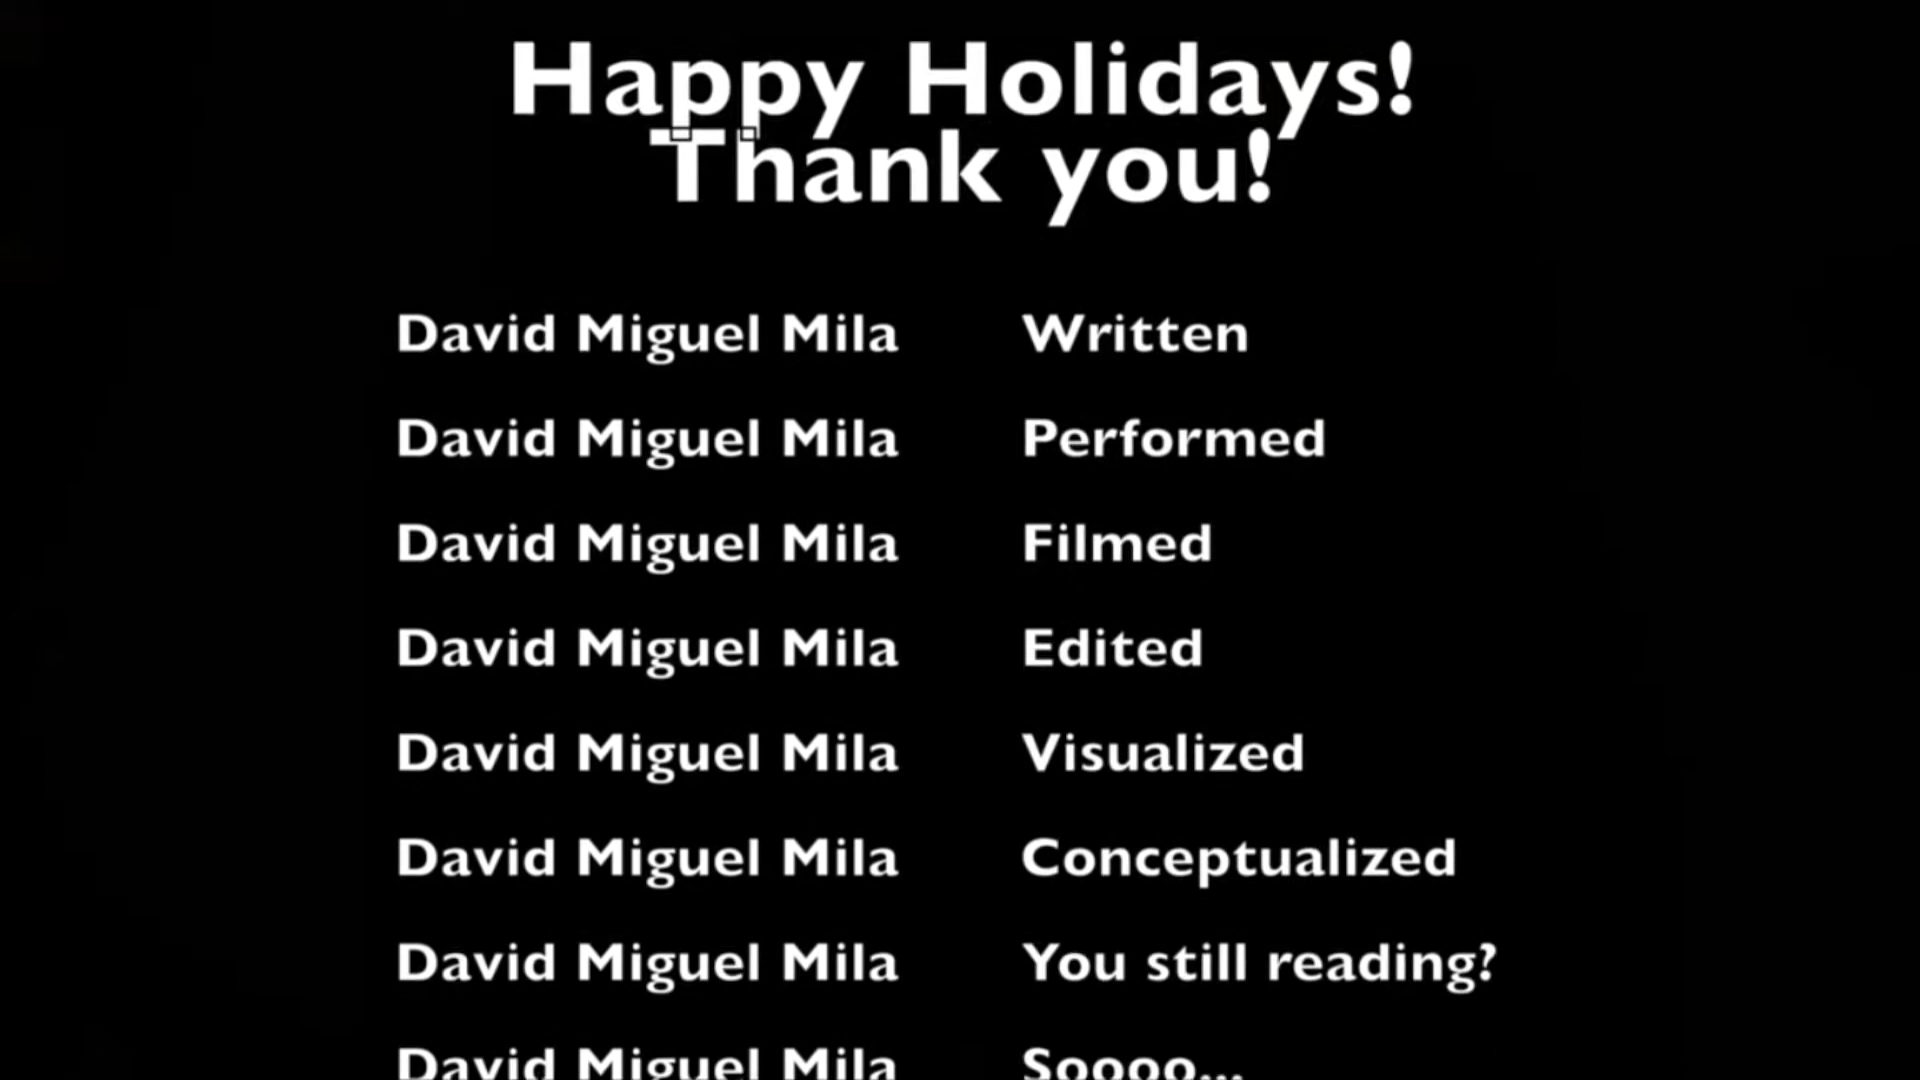 Happy Holidays!
Thank you!
David Miguel Mila Written
David Miguel Mila Performed
David Miguel Mila Filmed
David Miguel Mila Edited
David Miguel Mila Visualized
David Miguel Mila Conceptualized
David Miguel Mila You still reading?
David Miguel Mila Soooo...